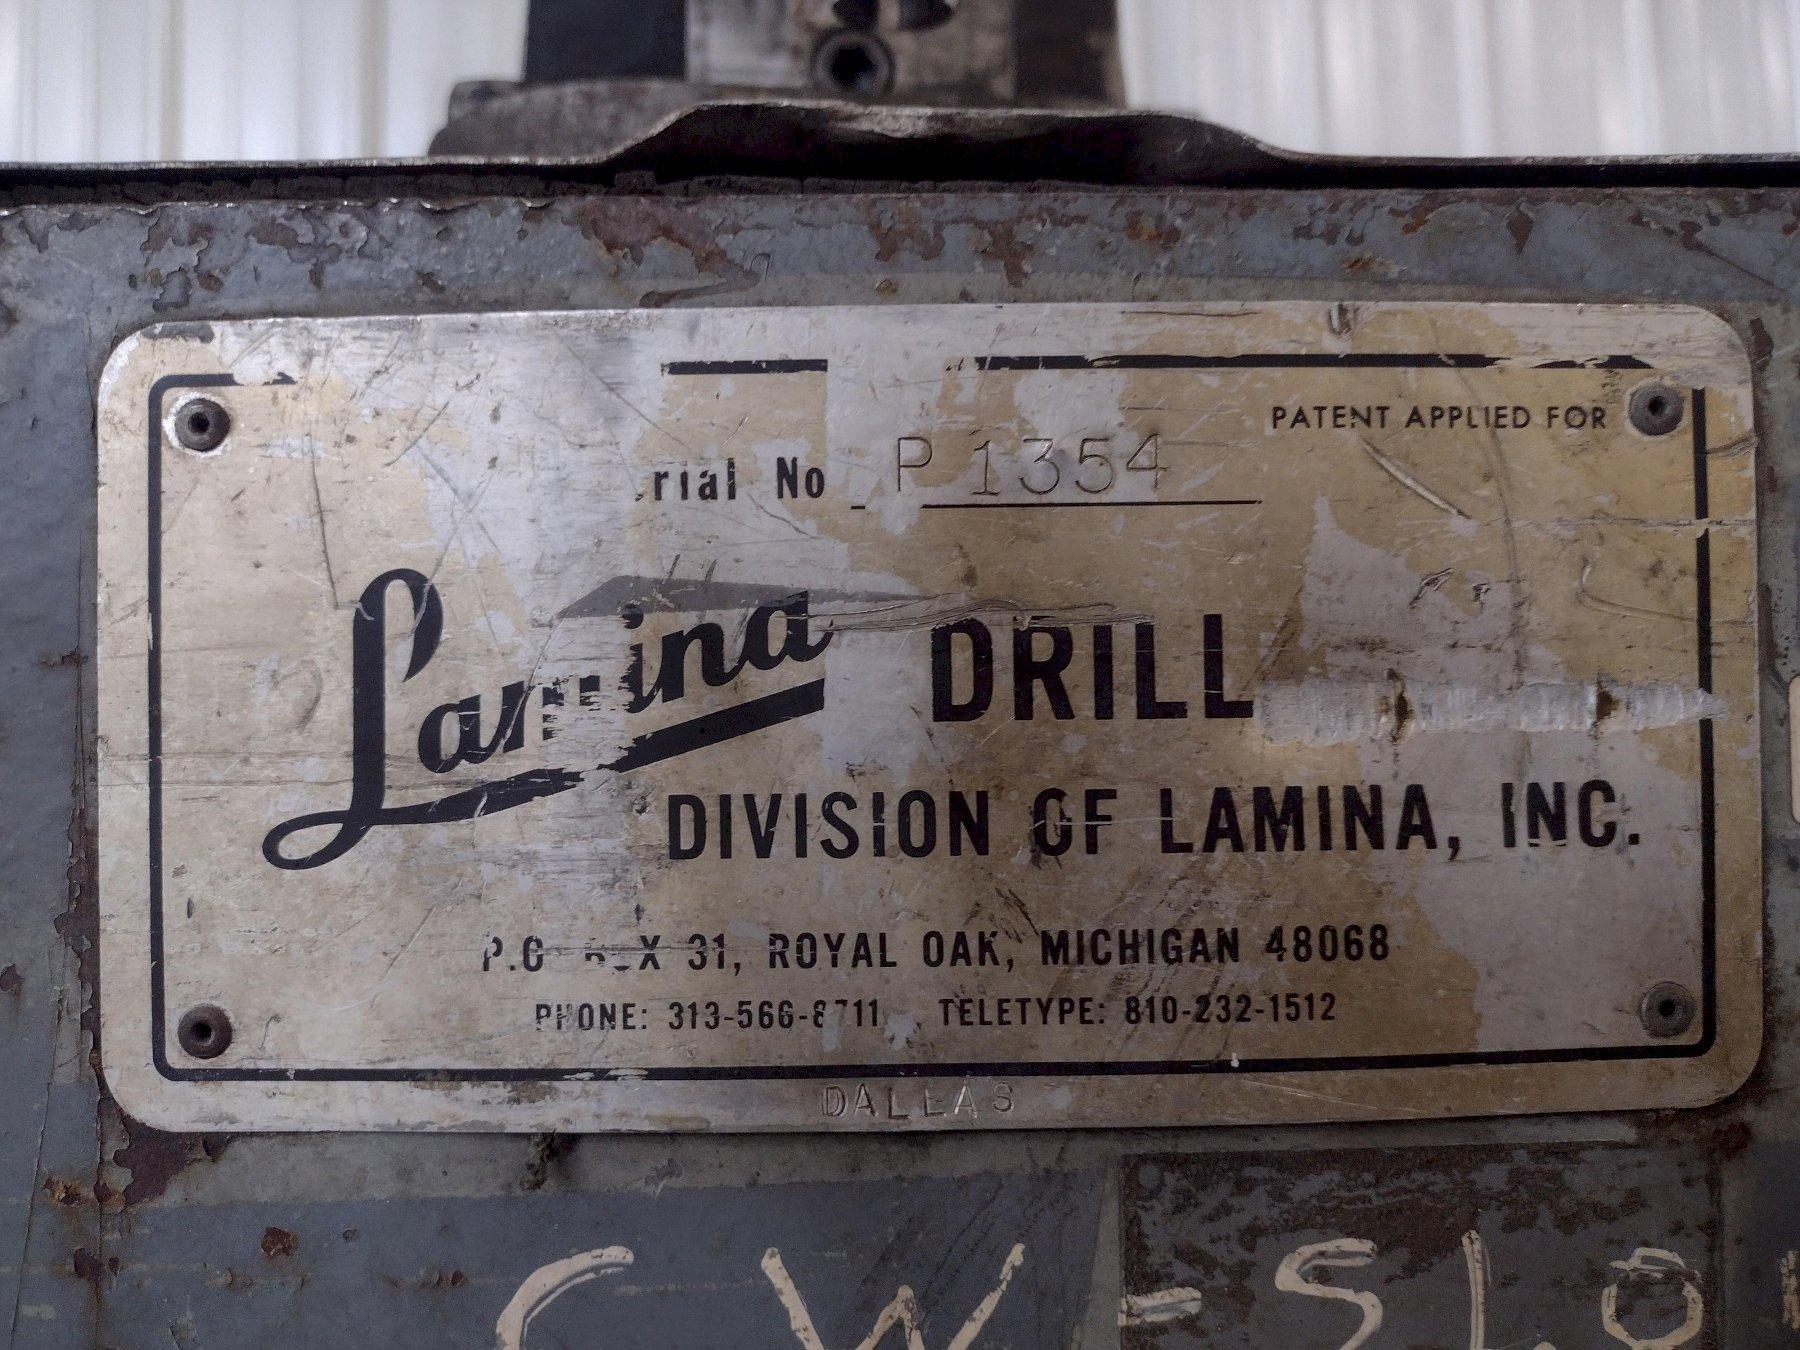 PATENT APPLIED FOR
rial No P 1354
Lamina DRILL
DIVISION OF LAMINA, INC.
P.O. BOX 31, ROYAL OAK, MICHIGAN 48068
PHONE: 313-566-8711 TELETYPE: 810-232-1512
DALLAS